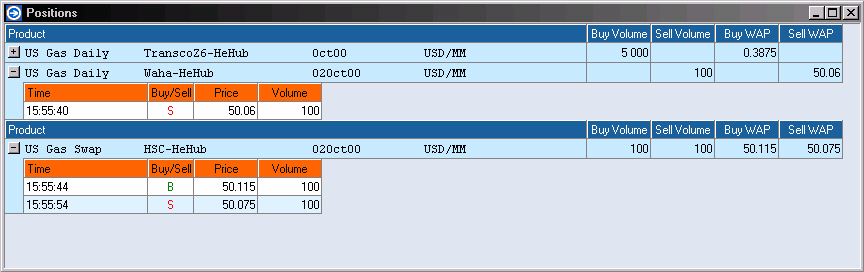 Positions
Product Buy Volume Sell Volume Buy WAP Sell WAP
US Gas Daily TranscoZ6-HeHub Oct00 USD/MM 5 000 0.3875
US Gas Daily Waha-HeHub 02Oct00 USD/MM 100 50.06
Time Buy/Sell Price Volume
15:55:40 S 50.06 100
Product Buy Volume Sell Volume Buy WAP Sell WAP
US Gas Swap HSC-HeHub 02Oct00 USD/MM 100 100 50.115 50.075
Time Buy/Sell Price Volume
15:55:44 B 50.115 100
15:55:54 S 50.075 100